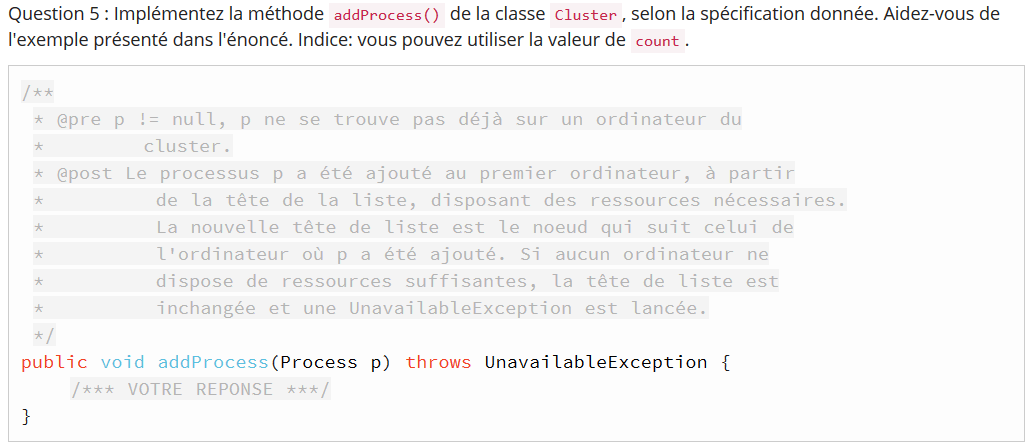 Question 5 : Implémentez la méthode addProcess() de la classe Cluster, selon la spécification donnée. Aidez-vous de
l'exemple présenté dans l'énoncé. Indice: vous pouvez utiliser la valeur de count.
/**
* @pre p != null, p ne se trouve pas déjà sur un ordinateur du
* cluster.
* @post Le processus p a été ajouté au premier ordinateur, à partir
* de la tête de la liste, disposant des ressources nécessaires.
* La nouvelle tête de liste est le noeud qui suit celui de
* l'ordinateur où p a été ajouté. Si aucun ordinateur ne
* dispose de ressources suffisantes, la tête de liste est
* inchangée et une UnavailableException est lancée.
*/
public void addProcess(Process p) throws UnavailableException {
/*** VOTRE REPONSE ***/
}